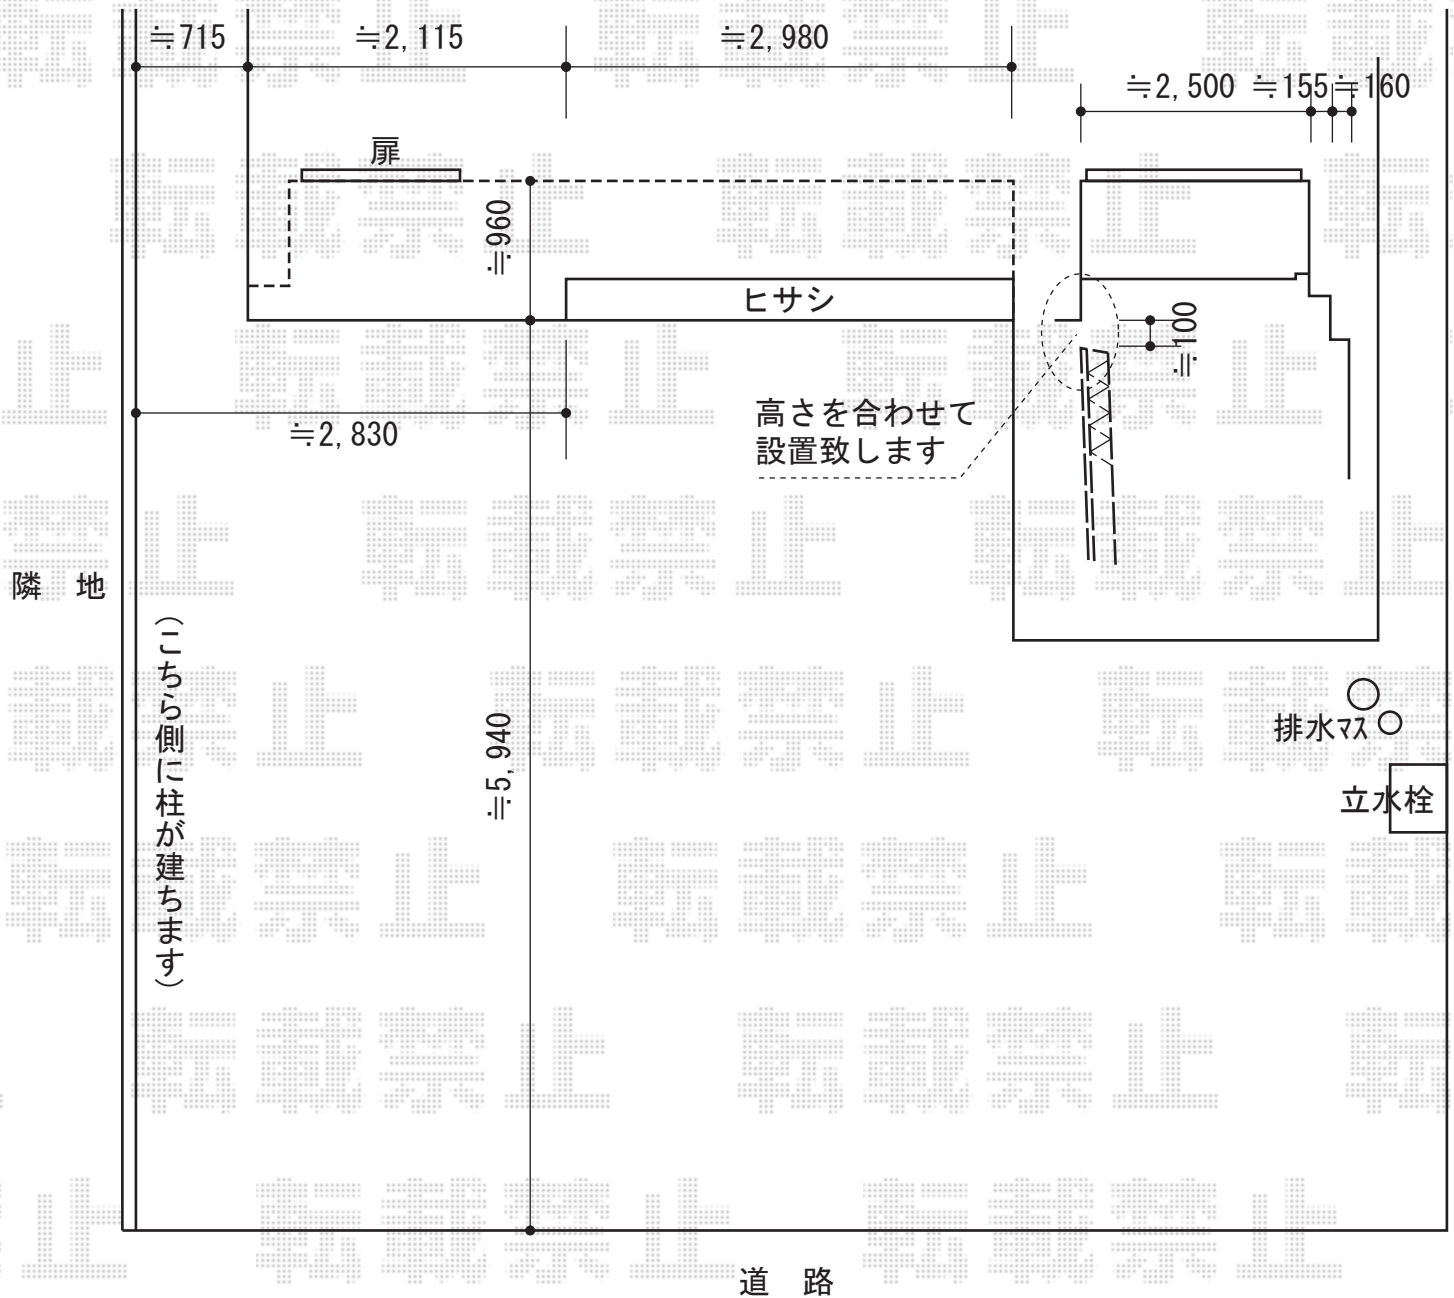 ≒715
≒2,115
≒2,980
≒2,500
≒155
≒160
扉
≒960
ヒサシ
≒100
≒2,830
高さを合わせて
設置致します
隣　地
(こちら側に柱が建ちます)
≒5,940
排水ﾏｽ
立水栓
道　路
転載禁止